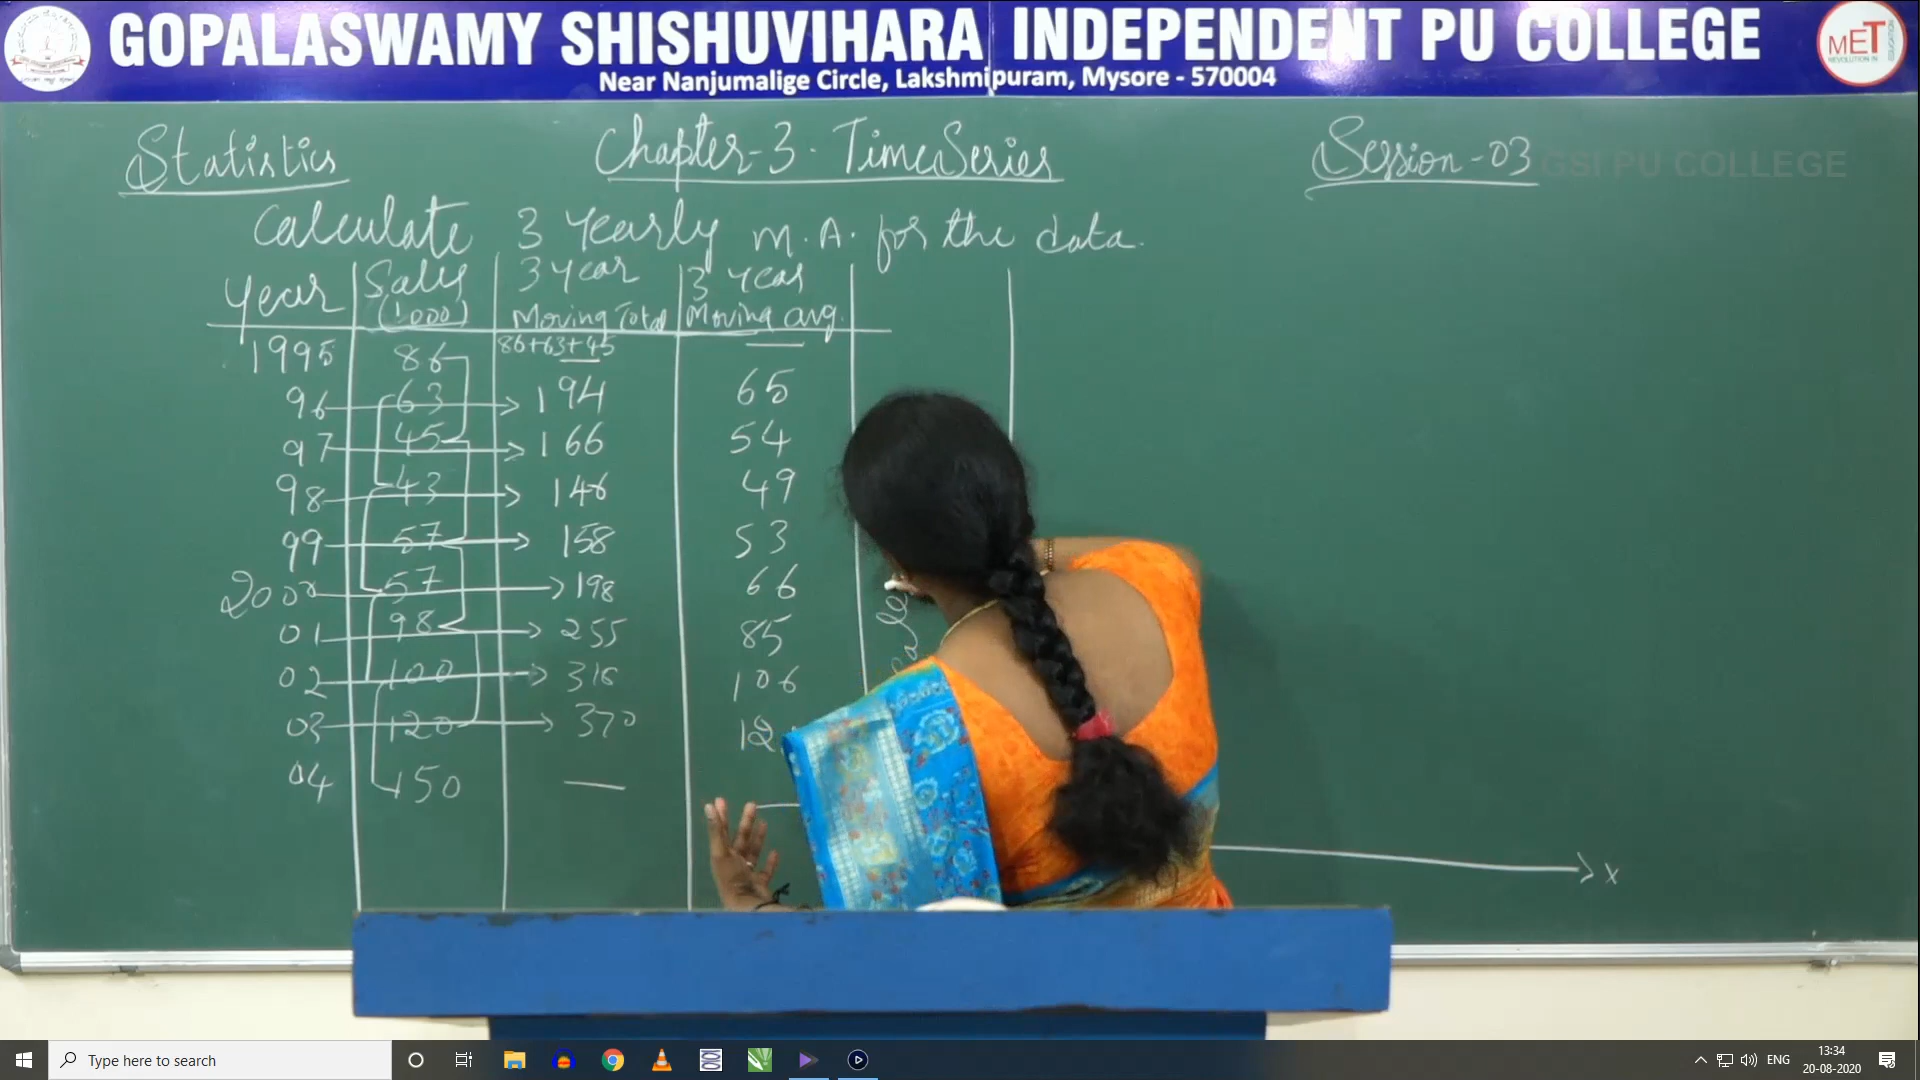 GOPALASWAMY SHISHUVIHARA INDEPENDENT PU COLLEGE
Near Nanjumalige Circle, Lakshmipuram, Mysore - 570004
MET
Statistics Chapter-3. TimeSeries Session-03
GSI PU COLLEGE
Calculate 3 Yearly M.A. for the data.
Year Sales (1000) 3 Year Moving Total 3 Year Moving avg.
1995 86 86+63+45
96 63 194 65
97 45 166 54
98 43 146 49
99 57 158 53
2000 57 198 66
01 98 255 85
02 100 318 106
03 120 370
04 150
x
Type here to search
ENG
13:34
20-08-2020